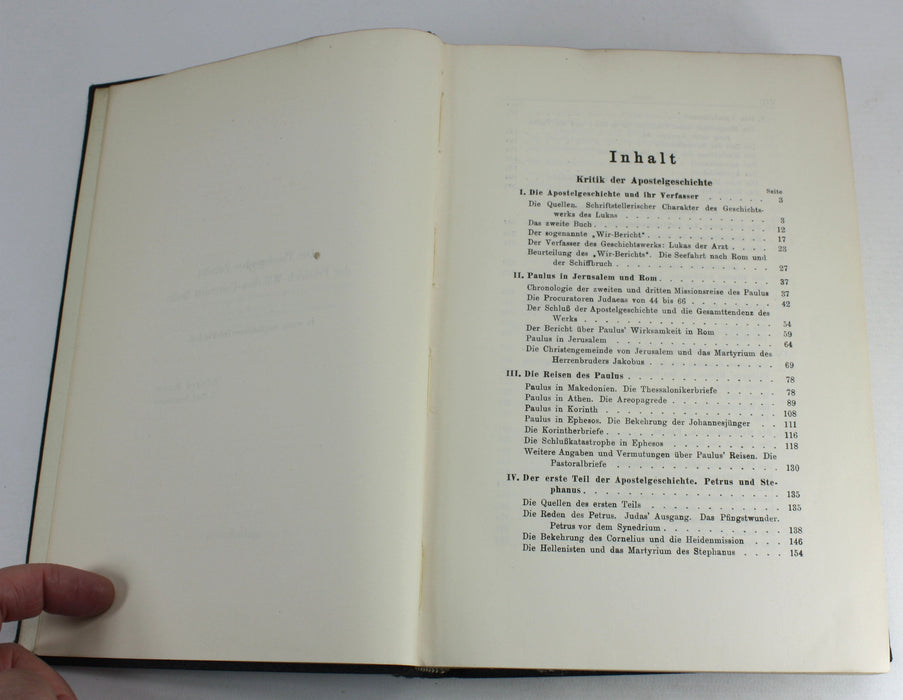 Inhalt
Kritik der Apostelgeschichte
Seite
I. Die Apostelgeschichte und ihr Verfasser . . . . . . 3
Die Quellen. Schriftstellerischer Charakter des Geschichts-
werks des Lukas . . . . . . . . . . 3
Das zweite Buch . . . . . . . . . . . . 12
Der sogenannte „Wir-Bericht“ . . . . . . . . 17
Der Verfasser des Geschichtswerks: Lukas der Arzt . . . . 23
Beurteilung des „Wir-Berichts“. Die Seefahrt nach Rom und
der Schiffbruch . . . . . . . . . . . 27
II. Paulus in Jerusalem und Rom . . . . . . . . 37
Chronologie der zweiten und dritten Missionsreise des Paulus 37
Die Procuratoren Judaeas von 44 bis 66 . . . . . . . 42
Der Schluß der Apostelgeschichte und die Gesamttendenz des
Werks . . . . . . . . . . . . . 54
Der Bericht über Paulus' Wirksamkeit in Rom . . . . 59
Paulus in Jerusalem . . . . . . . . . . . 64
Die Christengemeinde von Jerusalem und das Martyrium des
Herrenbruders Jakobus . . . . . . . . . 69
III. Die Reisen des Paulus . . . . . . . . . . 78
Paulus in Makedonien. Die Thessalonikerbriefe . . . . . 78
Paulus in Athen. Die Areopagrede . . . . . . . . 89
Paulus in Korinth . . . . . . . . . . . . 108
Paulus in Ephesos. Die Bekehrung der Johannesjünger . . 111
Die Korintherbriefe . . . . . . . . . . . . 116
Die Schlußkatastrophe in Ephesos . . . . . . . . 118
Weitere Angaben und Vermutungen über Paulus' Reisen. Die
Pastoralbriefe . . . . . . . . . . . 130
IV. Der erste Teil der Apostelgeschichte. Petrus und Ste-
phanus . . . . . . . . . . . . . 135
Die Quellen des ersten Teils . . . . . . . . . 135
Die Reden des Petrus. Judas' Ausgang. Das Pfingstwunder.
Petrus vor dem Synedrium . . . . . . . . 138
Die Bekehrung des Cornelius und die Heidenmission . . . 146
Die Hellenisten und das Martyrium des Stephanus . . . . 154